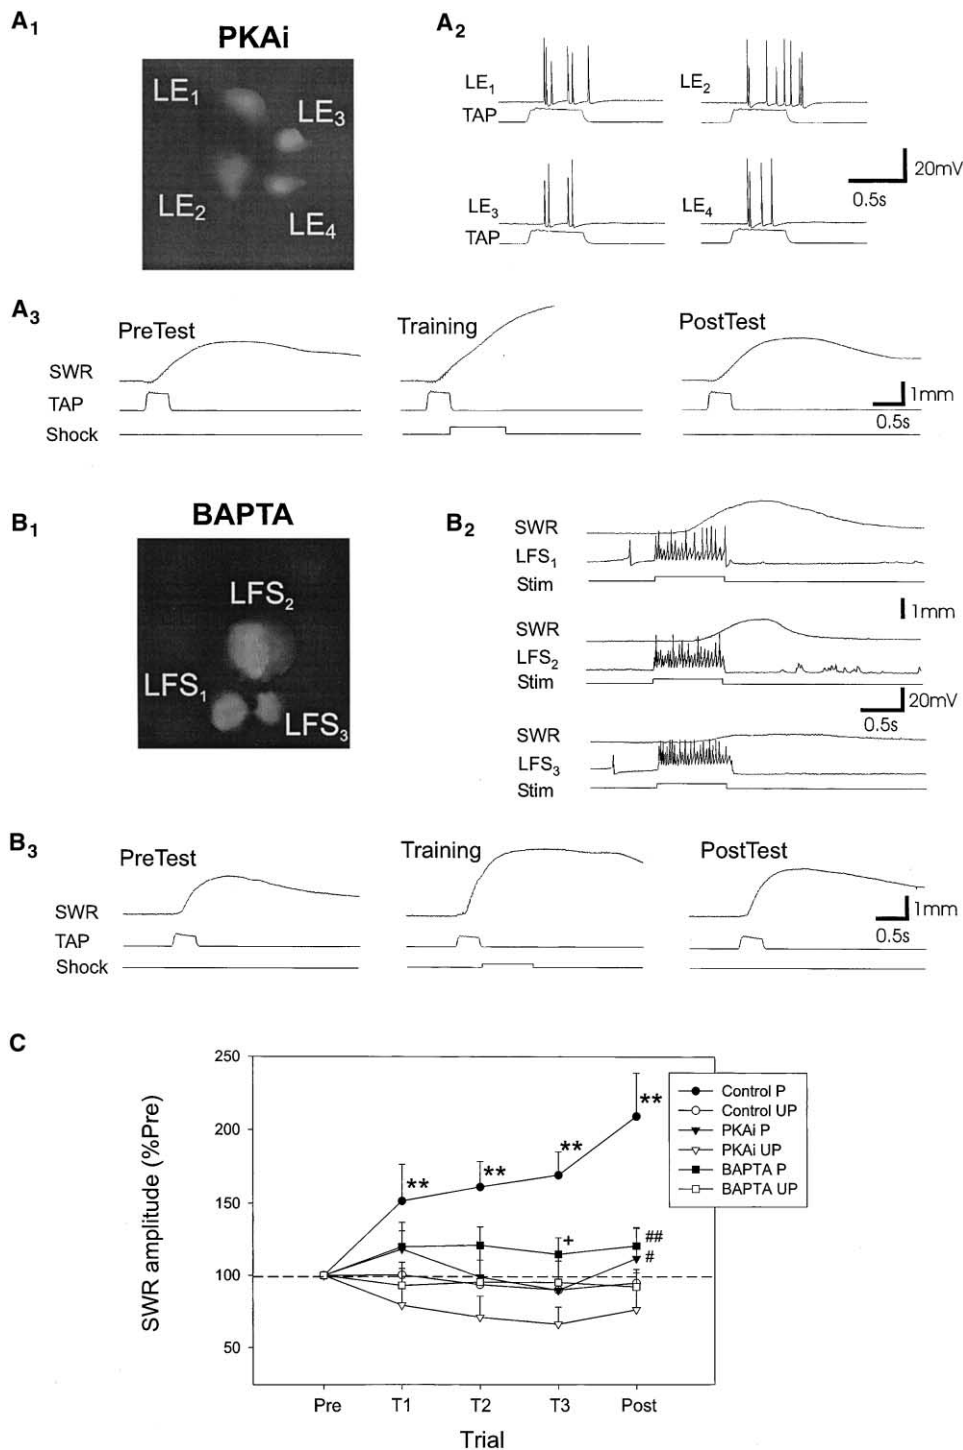 A1
PKAi
LE1
LE3
LE2
LE4
A2
LE1
TAP
LE2
LE3
TAP
LE4
20mV
0.5s
A3
PreTest
Training
PostTest
SWR
TAP
Shock
1mm
0.5s
B1
BAPTA
LFS2
LFS1
LFS3
B2
SWR
LFS1
Stim
1mm
SWR
LFS2
Stim
20mV
0.5s
SWR
LFS3
Stim
B3
PreTest
Training
PostTest
SWR
TAP
Shock
1mm
0.5s
C
SWR amplitude (%Pre)
250
200
150
100
50
**
**
**
**
+
##
#
Control P
Control UP
PKAi P
PKAi UP
BAPTA P
BAPTA UP
Pre T1 T2 T3 Post
Trial